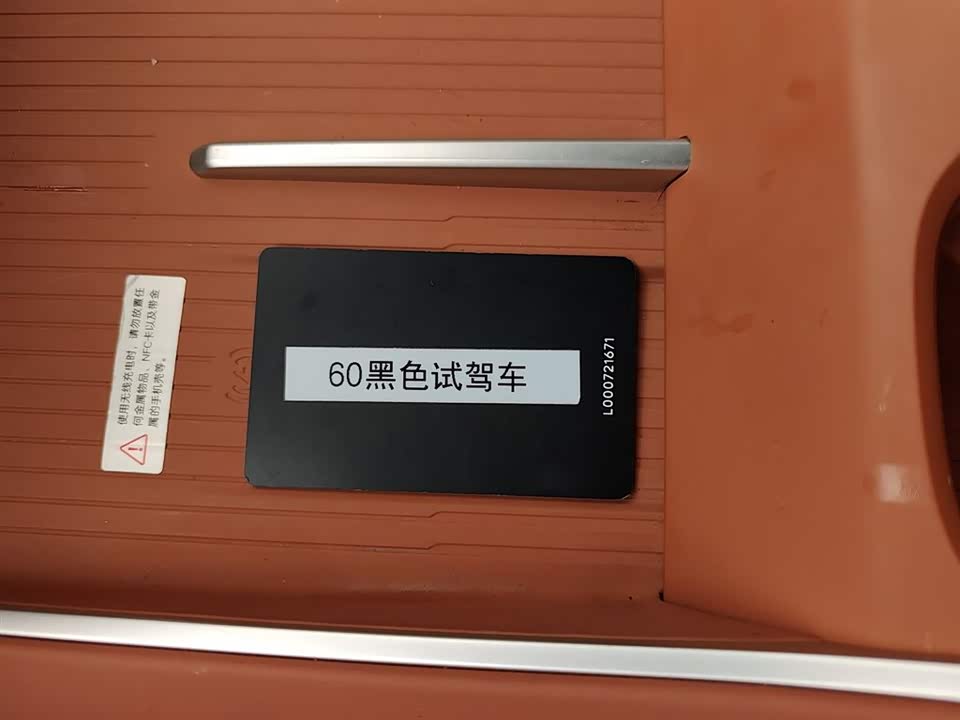 使用无线充电时，请勿放置任
何金属物品、NFC卡以及带金
属的手机壳等。
60黑色试驾车
L000721671